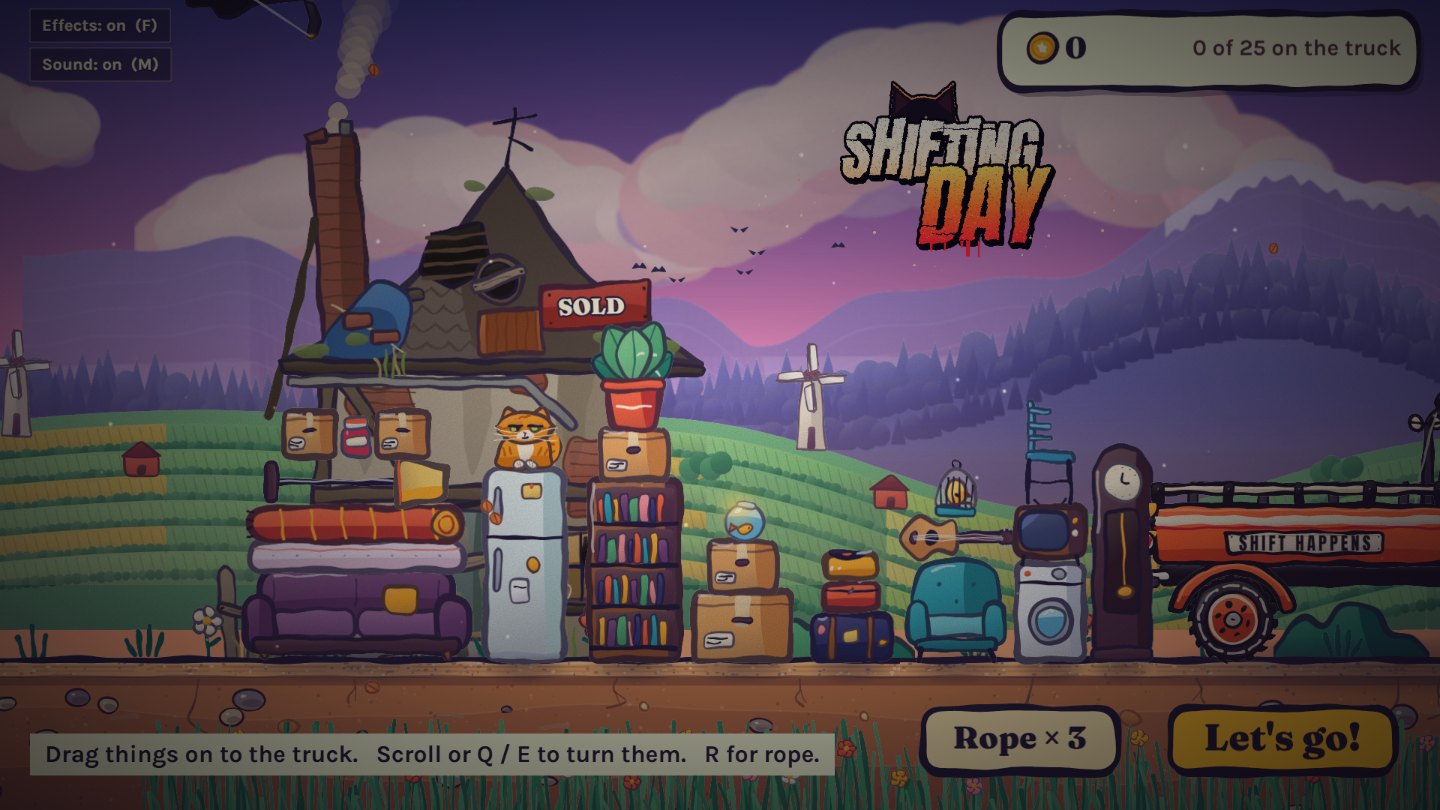 Effects: on (F)
Sound: on (M)
0
0 of 25 on the truck
SHIFTING
DAY
SOLD
SHIFT HAPPENS
Drag things on to the truck. Scroll or Q / E to turn them. R for rope.
Rope × 3
Let's go!